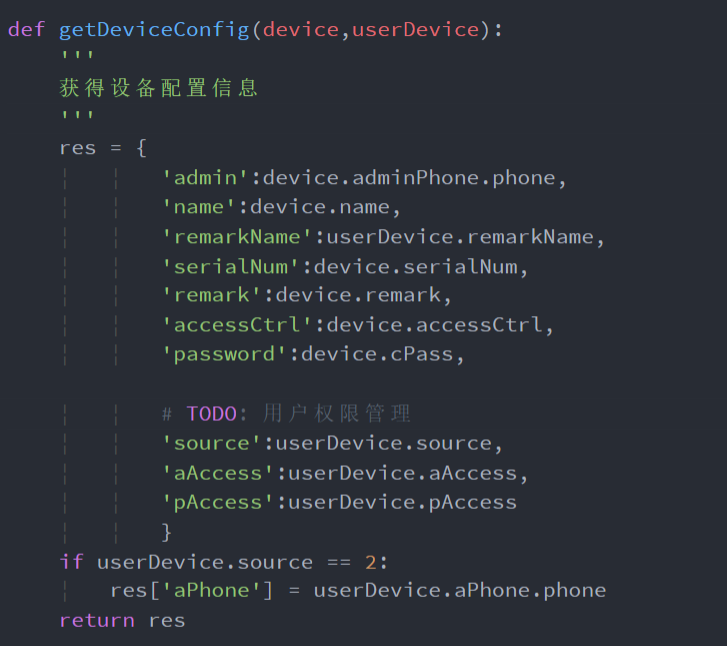 def getDeviceConfig(device,userDevice):
    '''
    获得设备配置信息
    '''
    res = {
            'admin':device.adminPhone.phone,
            'name':device.name,
            'remarkName':userDevice.remarkName,
            'serialNum':device.serialNum,
            'remark':device.remark,
            'accessCtrl':device.accessCtrl,
            'password':device.cPass,

            # TODO: 用户权限管理
            'source':userDevice.source,
            'aAccess':userDevice.aAccess,
            'pAccess':userDevice.pAccess
            }
    if userDevice.source == 2:
        res['aPhone'] = userDevice.aPhone.phone
    return res